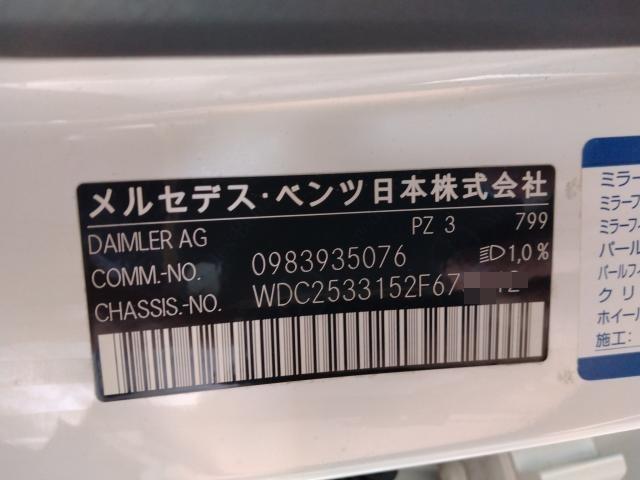 メルセデス・ベンツ日本株式会社
DAIMLER AG PZ 3 799
COMM.-NO. 0983935076 1,0%
CHASSIS.-NO. WDC2533152F67
ミラー
ミラーフ
ミラーフィ
パール
パールフィ
クリ
ホイール
施工: